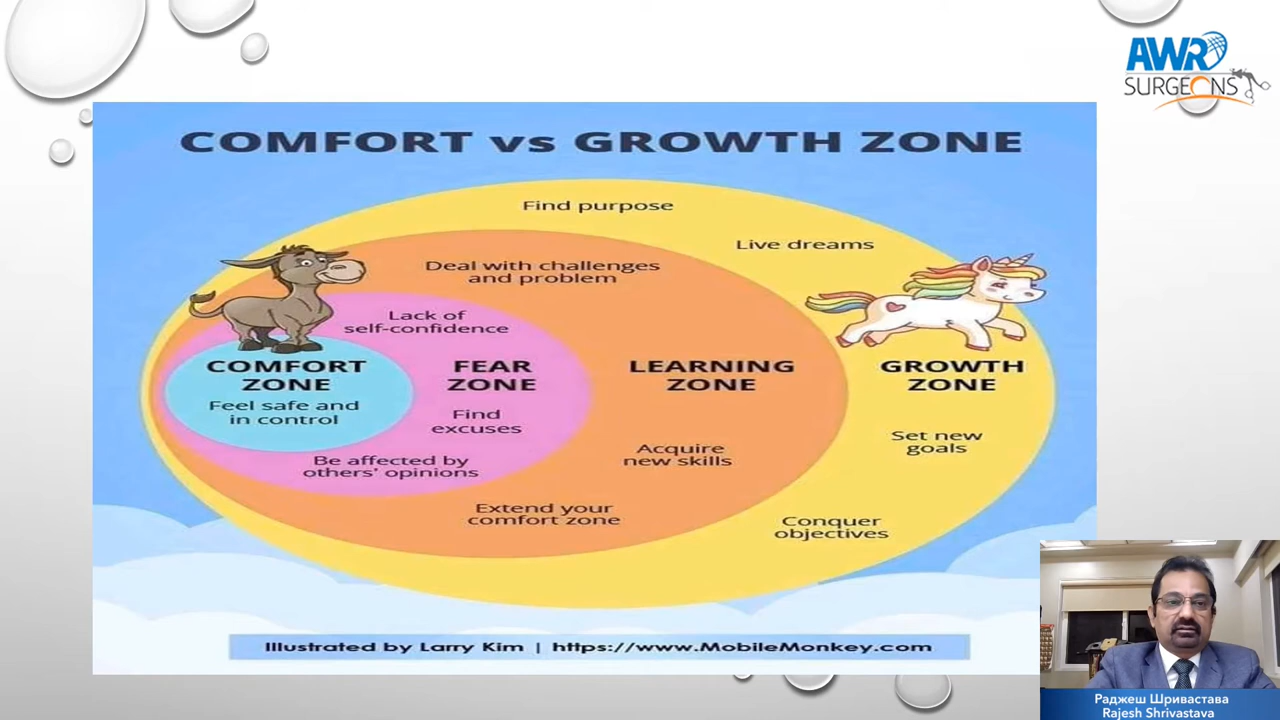 AWR
SURGEONS
COMFORT vs GROWTH ZONE
Find purpose
Live dreams
Deal with challenges
and problem
Lack of
self-confidence
COMFORT
ZONE
Feel safe and
in control
FEAR
ZONE
Find
excuses
Be affected by
others' opinions
LEARNING
ZONE
Acquire
new skills
Extend your
comfort zone
GROWTH
ZONE
Set new
goals
Conquer
objectives
Illustrated by Larry Kim | https://www.MobileMonkey.com
Раджеш Шривастава
Rajesh Shrivastava